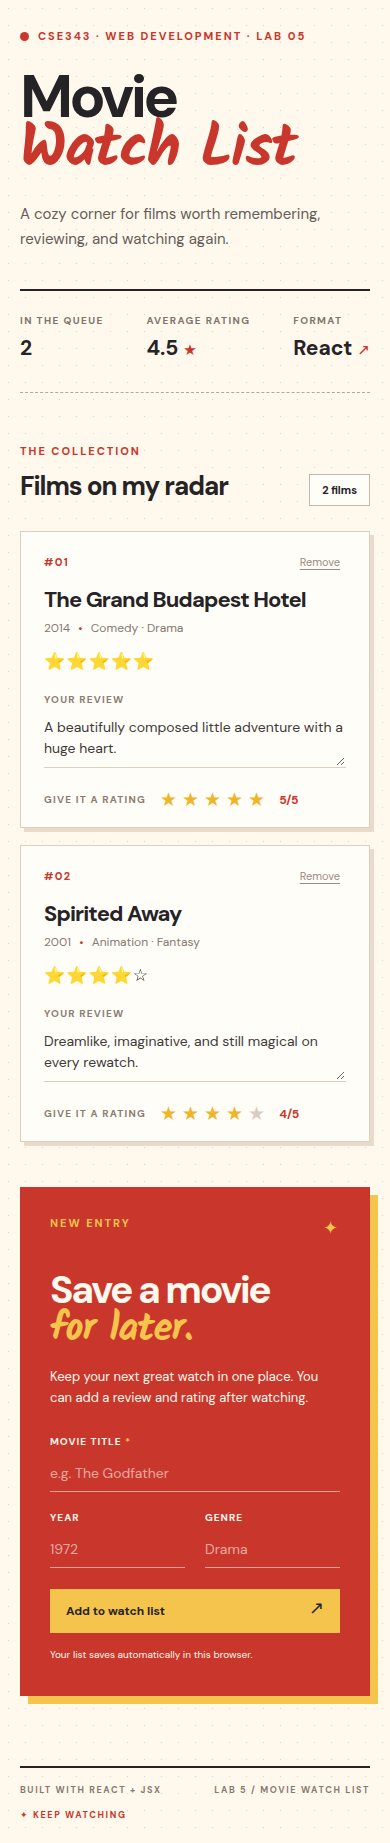 CSE343 · WEB DEVELOPMENT · LAB 05
Movie
Watch List
A cozy corner for films worth remembering,
reviewing, and watching again.
IN THE QUEUE
2
AVERAGE RATING
4.5 ★
FORMAT
React ↗
THE COLLECTION
Films on my radar
2 films
#01
Remove
The Grand Budapest Hotel
2014 • Comedy · Drama
⭐⭐⭐⭐⭐
YOUR REVIEW
A beautifully composed little adventure with a
huge heart.
GIVE IT A RATING ★ ★ ★ ★ ★ 5/5
#02
Remove
Spirited Away
2001 • Animation · Fantasy
⭐⭐⭐⭐☆
YOUR REVIEW
Dreamlike, imaginative, and still magical on
every rewatch.
GIVE IT A RATING ★ ★ ★ ★ ★ 4/5
NEW ENTRY ✦
Save a movie
for later.
Keep your next great watch in one place. You
can add a review and rating after watching.
MOVIE TITLE *
e.g. The Godfather
YEAR
1972
GENRE
Drama
Add to watch list ↗
Your list saves automatically in this browser.
BUILT WITH REACT + JSX
LAB 5 / MOVIE WATCH LIST
✦ KEEP WATCHING